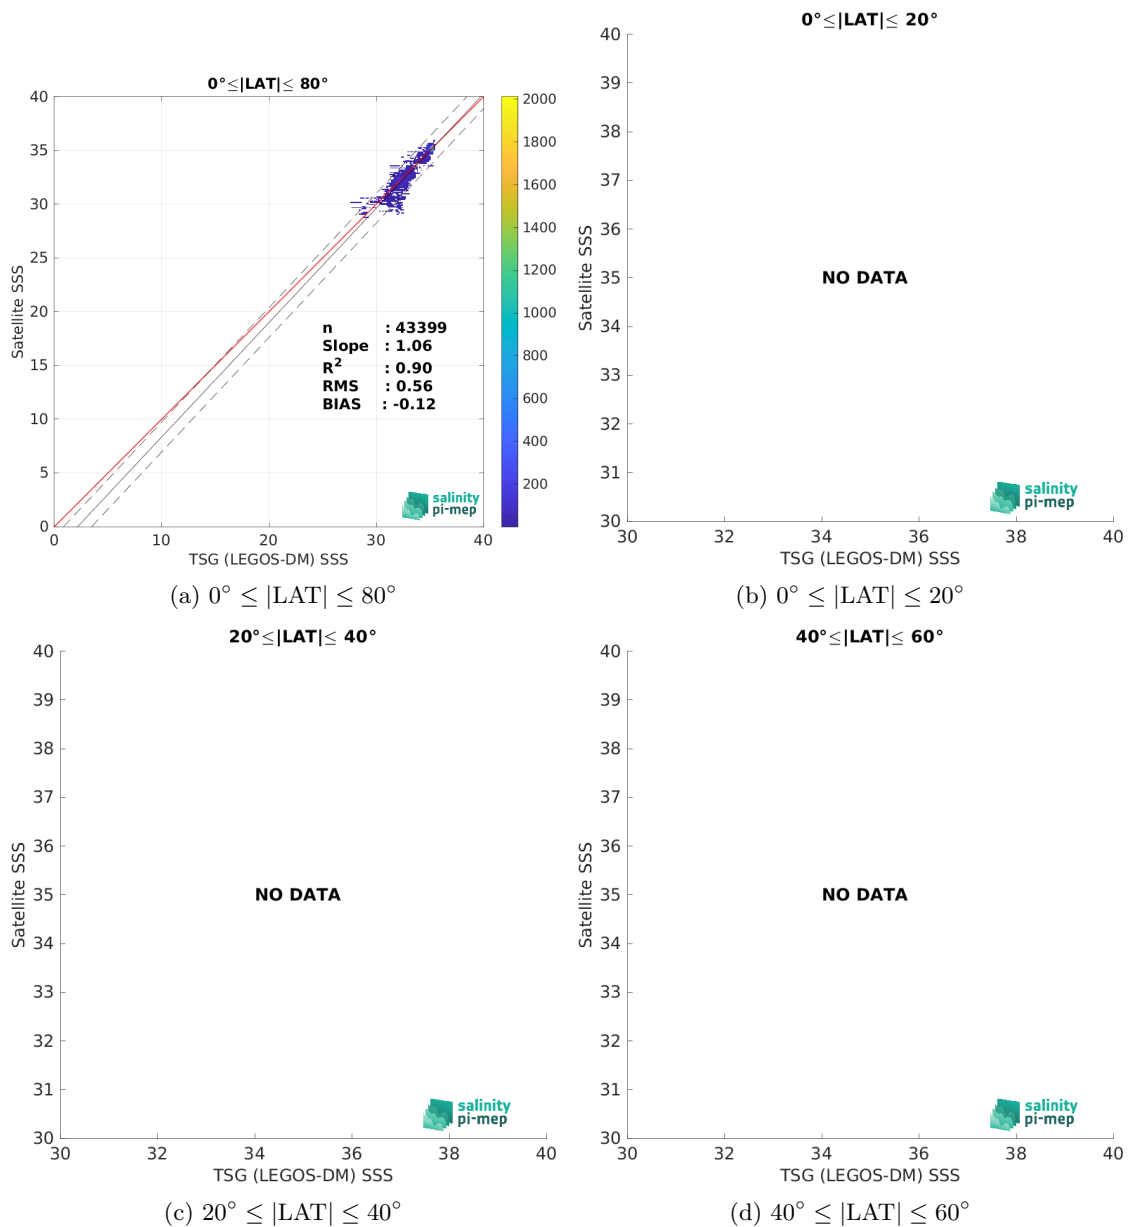 0°≤|LAT|≤ 80°
40
35
30
25
20
15
10
5
0
Satellite SSS
n : 43399
Slope : 1.06
R² : 0.90
RMS : 0.56
BIAS : -0.12
salinity
pi-mep
0 10 20 30 40
TSG (LEGOS-DM) SSS
2000
1800
1600
1400
1200
1000
800
600
400
200
(a) 0° ≤ |LAT| ≤ 80°
0°≤|LAT|≤ 20°
40
39
38
37
36
35
34
33
32
31
30
Satellite SSS
NO DATA
salinity
pi-mep
30 32 34 36 38 40
TSG (LEGOS-DM) SSS
(b) 0° ≤ |LAT| ≤ 20°
20°≤|LAT|≤ 40°
40
39
38
37
36
35
34
33
32
31
30
Satellite SSS
NO DATA
salinity
pi-mep
30 32 34 36 38 40
TSG (LEGOS-DM) SSS
(c) 20° ≤ |LAT| ≤ 40°
40°≤|LAT|≤ 60°
40
39
38
37
36
35
34
33
32
31
30
Satellite SSS
NO DATA
salinity
pi-mep
30 32 34 36 38 40
TSG (LEGOS-DM) SSS
(d) 40° ≤ |LAT| ≤ 60°